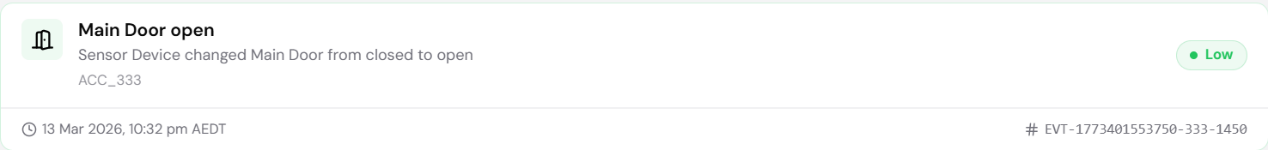 Main Door open
Sensor Device changed Main Door from closed to open
Low
ACC_333
13 Mar 2026, 10:32 pm AEDT
# EVT-1773401553750-333-1450